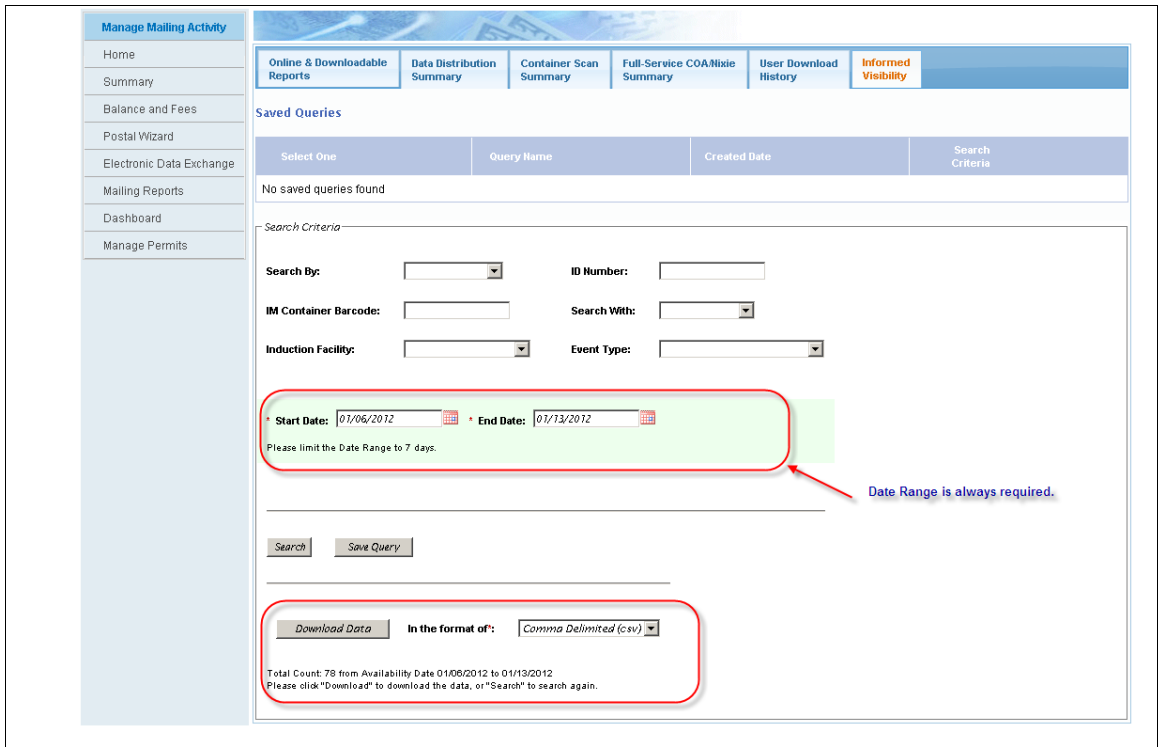 Manage Mailing Activity
Home
Summary
Balance and Fees
Postal Wizard
Electronic Data Exchange
Mailing Reports
Dashboard
Manage Permits
Online & Downloadable Reports
Data Distribution Summary
Container Scan Summary
Full-Service COA/Nixie Summary
User Download History
Informed Visibility
Saved Queries
Select One Query Name Created Date Search Criteria
No saved queries found
Search Criteria
Search By: ID Number:
IM Container Barcode: Search With:
Induction Facility: Event Type:
* Start Date: 01/06/2012 * End Date: 01/13/2012
Please limit the Date Range to 7 days.
Date Range is always required.
Search Save Query
Download Data In the format of*: Comma Delimited (csv)
Total Count: 78 from Availability Date 01/06/2012 to 01/13/2012
Please click "Download" to download the data, or "Search" to search again.